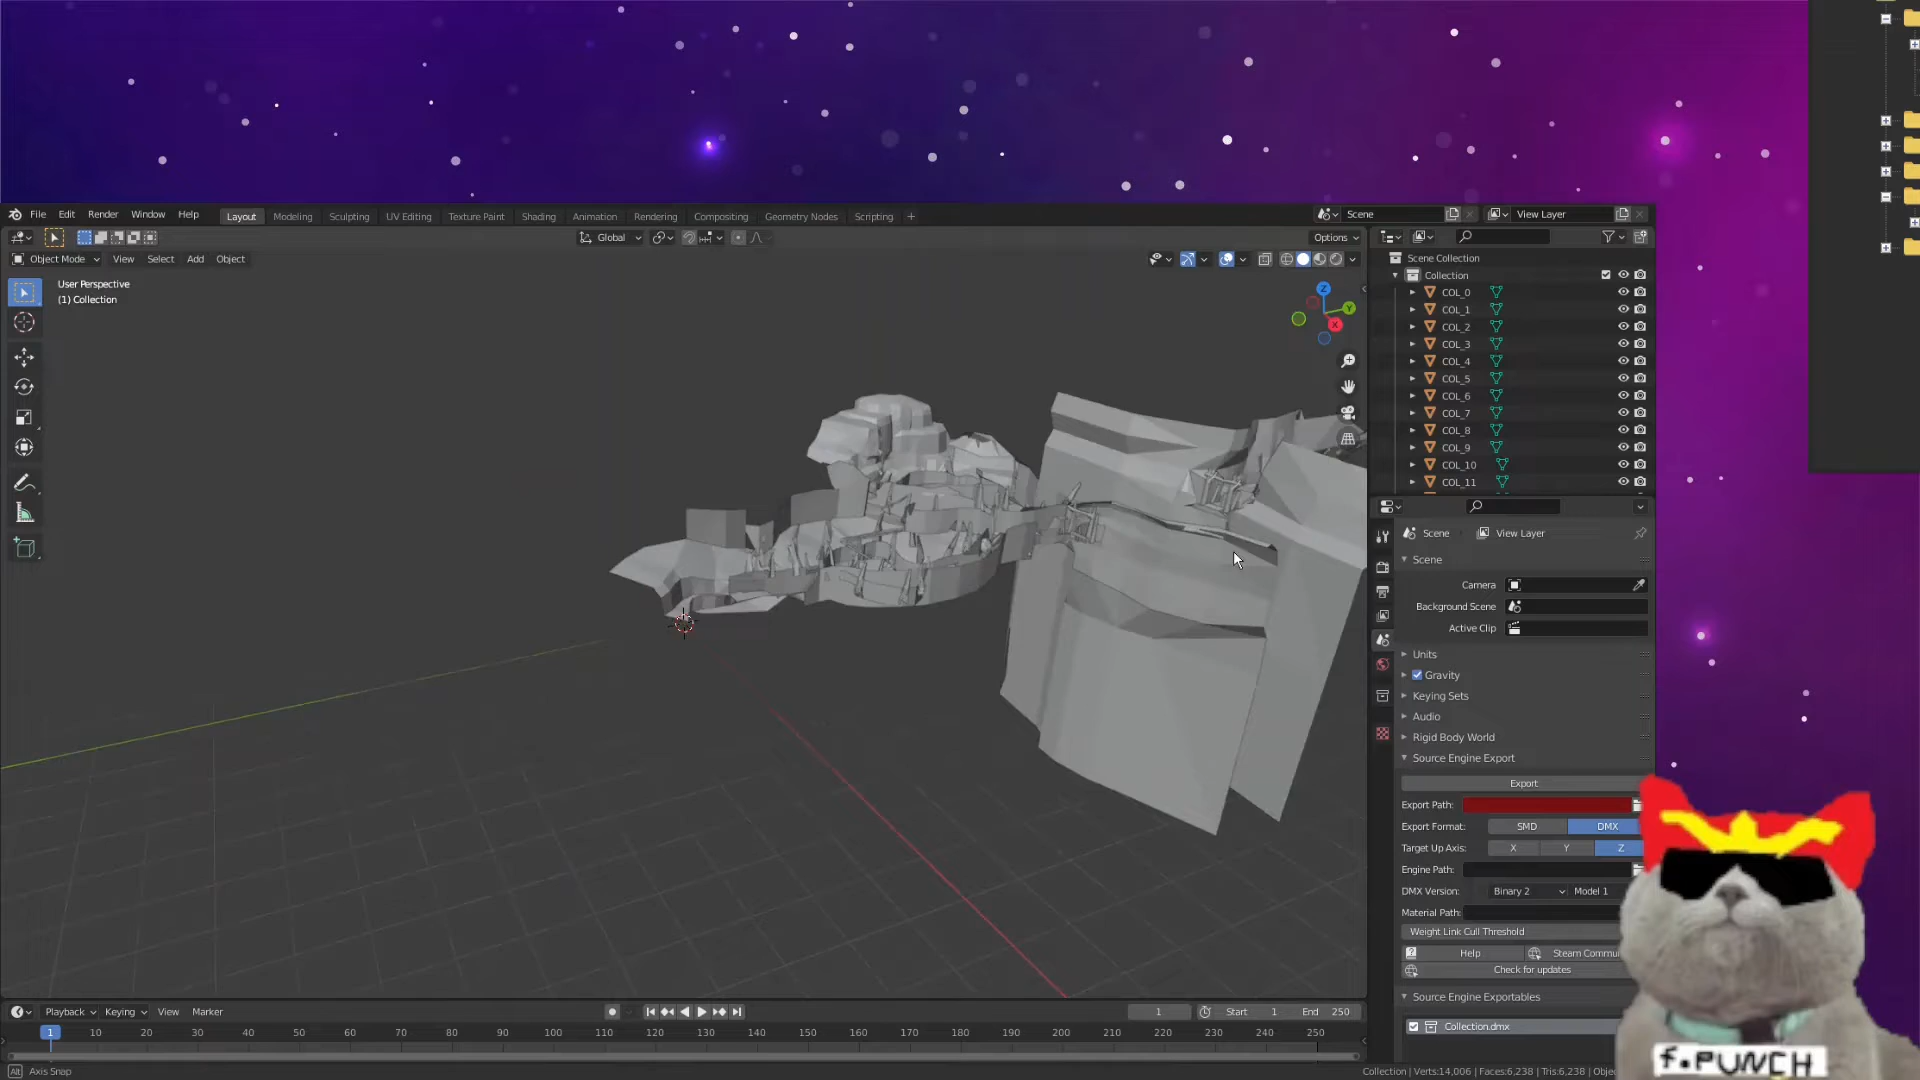 File Edit Render Window Help Layout Modeling Sculpting UV Editing Texture Paint Shading Animation Rendering Compositing Geometry Nodes Scripting + Scene View Layer
Global Options
Object Mode View Select Add Object
User Perspective
(1) Collection
Z
Y
X
Scene Collection
Collection
COL_0
COL_1
COL_2
COL_3
COL_4
COL_5
COL_6
COL_7
COL_8
COL_9
COL_10
COL_11
Scene View Layer
Scene
Camera
Background Scene
Active Clip
Units
Gravity
Keying Sets
Audio
Rigid Body World
Source Engine Export
Export
Export Path:
Export Format: SMD DMX
Target Up Axis: X Y Z
Engine Path:
DMX Version: Binary 2 Model 1
Material Path:
Weight Link Cull Threshold
Help Steam Commu
Check for updates
Source Engine Exportables
Collection.dmx
Playback Keying View Marker 1 Start 1 End 250
1 10 20 30 40 50 60 70 80 90 100 110 120 130 140 150 160 170 180 190 200 210 220 230 240 250
Alt Axis Snap
Collection | Verts:14,006 | Faces:6,238 | Tris:6,238 | Obje
f.PUNCH